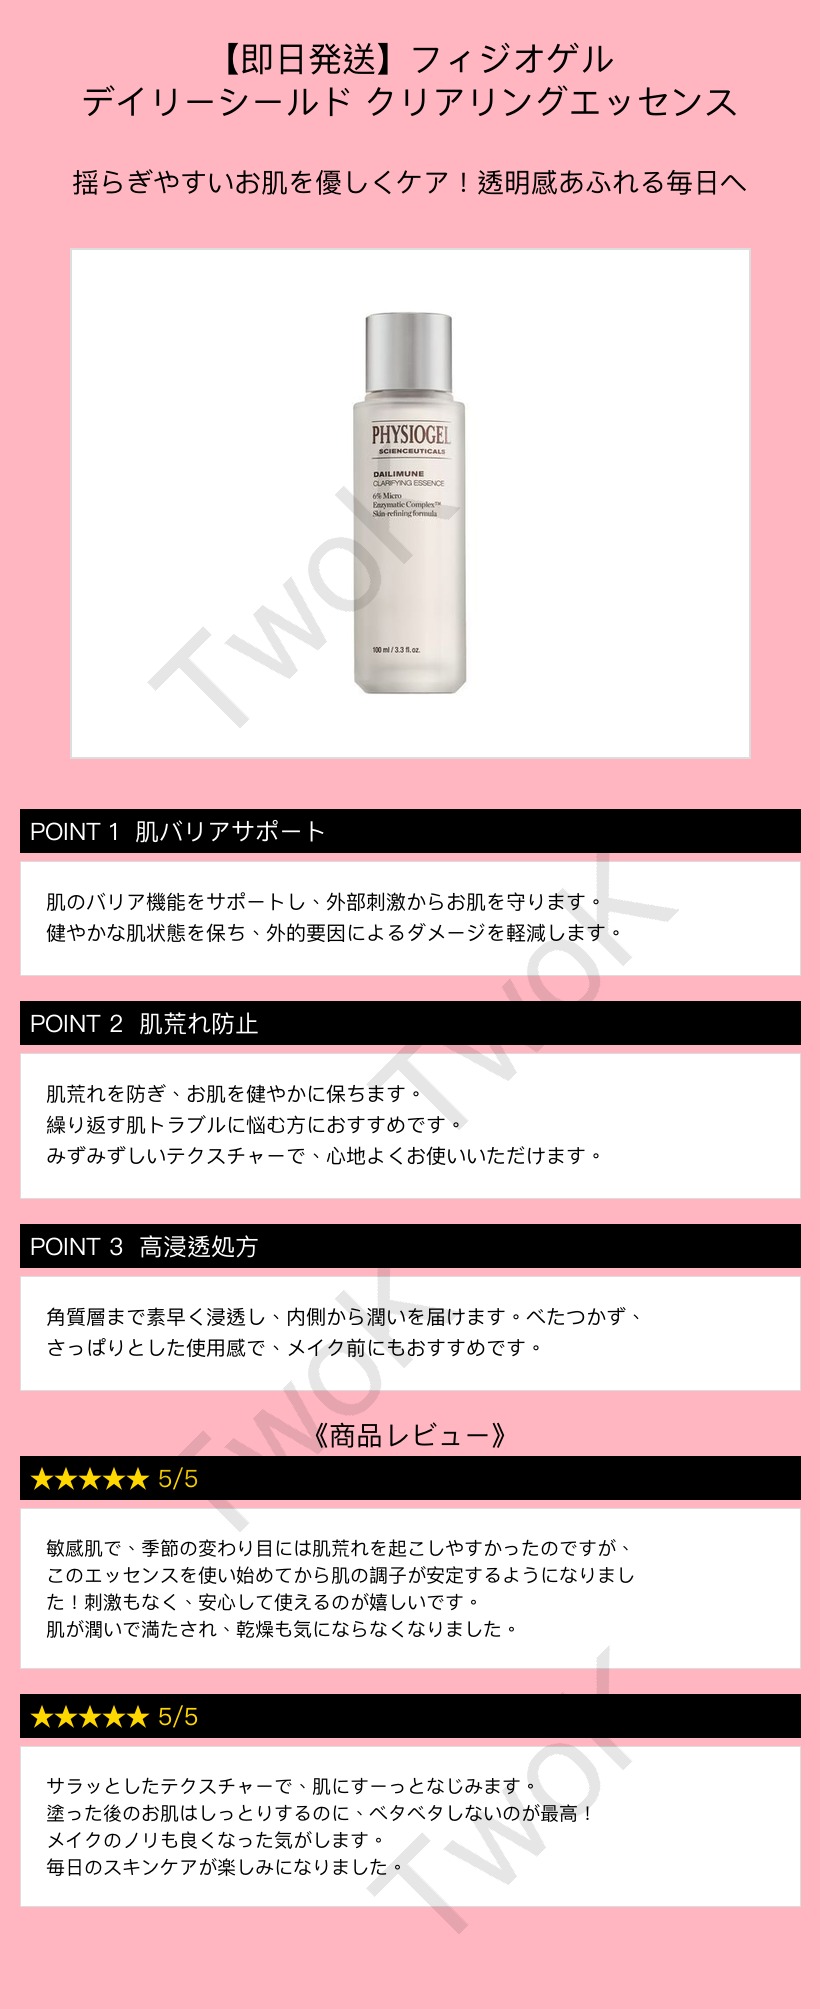 【即日発送】フィジオゲル
デイリーシールド クリアリングエッセンス
揺らぎやすいお肌を優しくケア！透明感あふれる毎日へ
PHYSIOGEL
SCIENCEUTICALS
DAILIMUNE
CLARIFYING ESSENCE
6% Micro
Enzymatic Complex™
Skin-refining formula
100 ml / 3.3 fl. oz.
TwoK
POINT 1 肌バリアサポート
肌のバリア機能をサポートし、外部刺激からお肌を守ります。
健やかな肌状態を保ち、外的要因によるダメージを軽減します。
TwoK
POINT 2 肌荒れ防止
肌荒れを防ぎ、お肌を健やかに保ちます。
繰り返す肌トラブルに悩む方におすすめです。
みずみずしいテクスチャーで、心地よくお使いいただけます。
POINT 3 高浸透処方
角質層まで素早く浸透し、内側から潤いを届けます。べたつかず、
さっぱりとした使用感で、メイク前にもおすすめです。
TwoK
《商品レビュー》
★★★★★ 5/5
敏感肌で、季節の変わり目には肌荒れを起こしやすかったのですが、
このエッセンスを使い始めてから肌の調子が安定するようになりまし
た！刺激もなく、安心して使えるのが嬉しいです。
肌が潤いで満たされ、乾燥も気にならなくなりました。
★★★★★ 5/5
サラッとしたテクスチャーで、肌にすーっとなじみます。
塗った後のお肌はしっとりするのに、ベタベタしないのが最高！
メイクのノリも良くなった気がします。
毎日のスキンケアが楽しみになりました。
TwoK